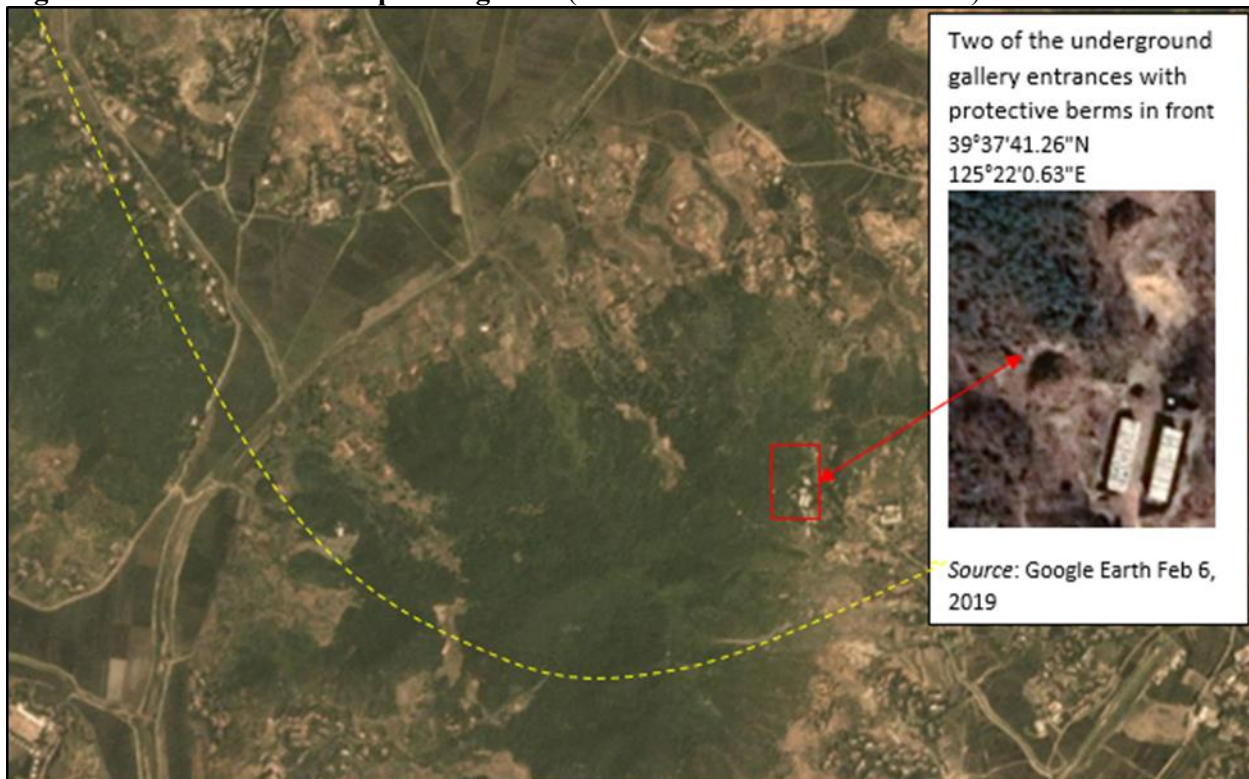 Two of the underground
gallery entrances with
protective berms in front
39°37'41.26"N
125°22'0.63"E
Source: Google Earth Feb 6,
2019